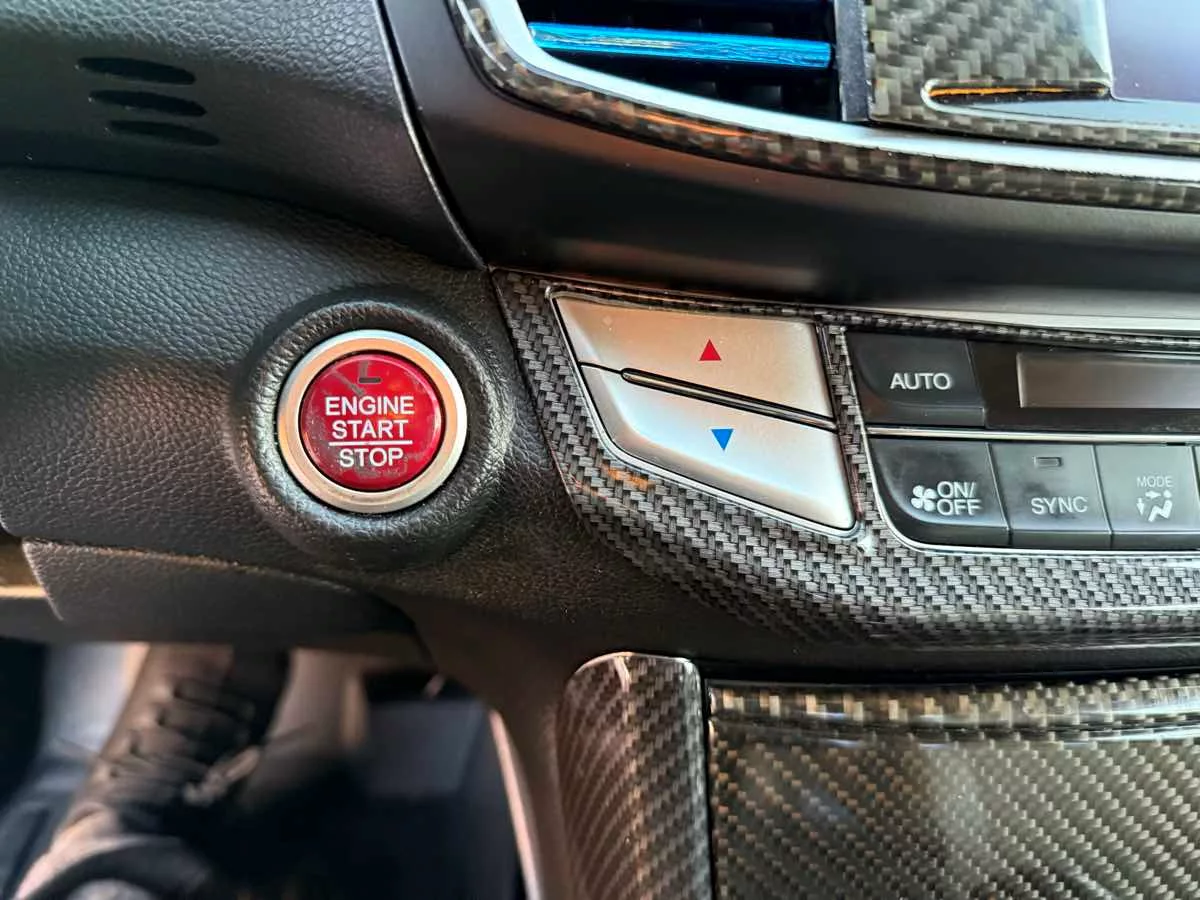 ENGINE
START
STOP
AUTO
ON/
OFF
SYNC
MODE